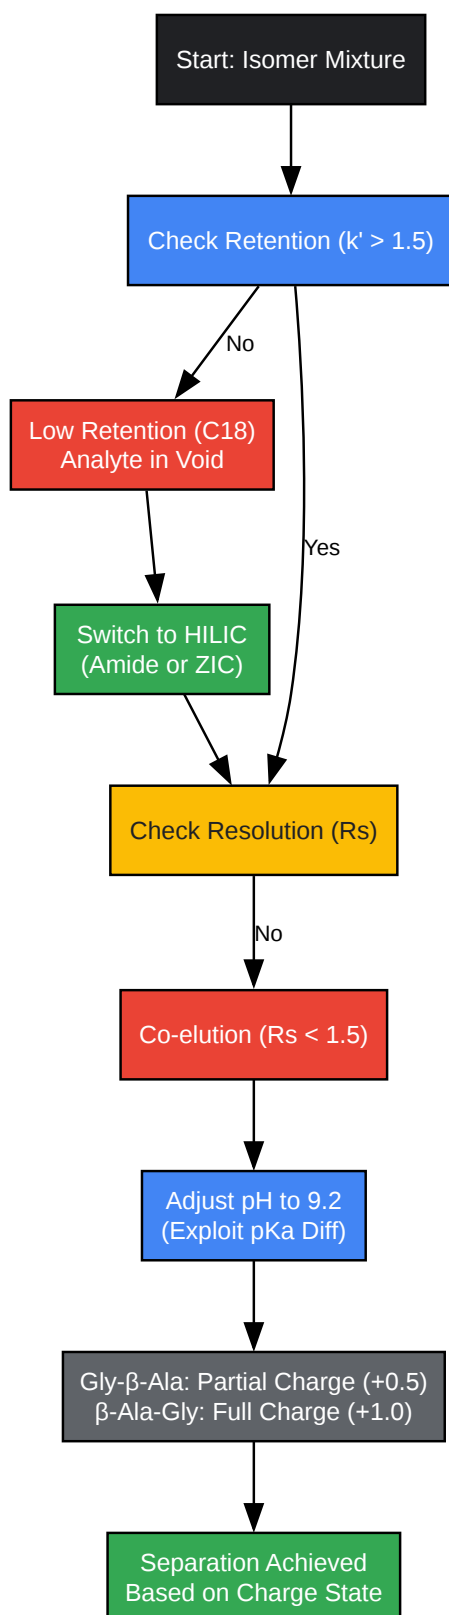 Start: Isomer Mixture
Check Retention (k' > 1.5)
No
Low Retention (C18)
Analyte in Void
Yes
Switch to HILIC
(Amide or ZIC)
Check Resolution (Rs)
No
Co-elution (Rs < 1.5)
Adjust pH to 9.2
(Exploit pKa Diff)
Gly-β-Ala: Partial Charge (+0.5)
β-Ala-Gly: Full Charge (+1.0)
Separation Achieved
Based on Charge State